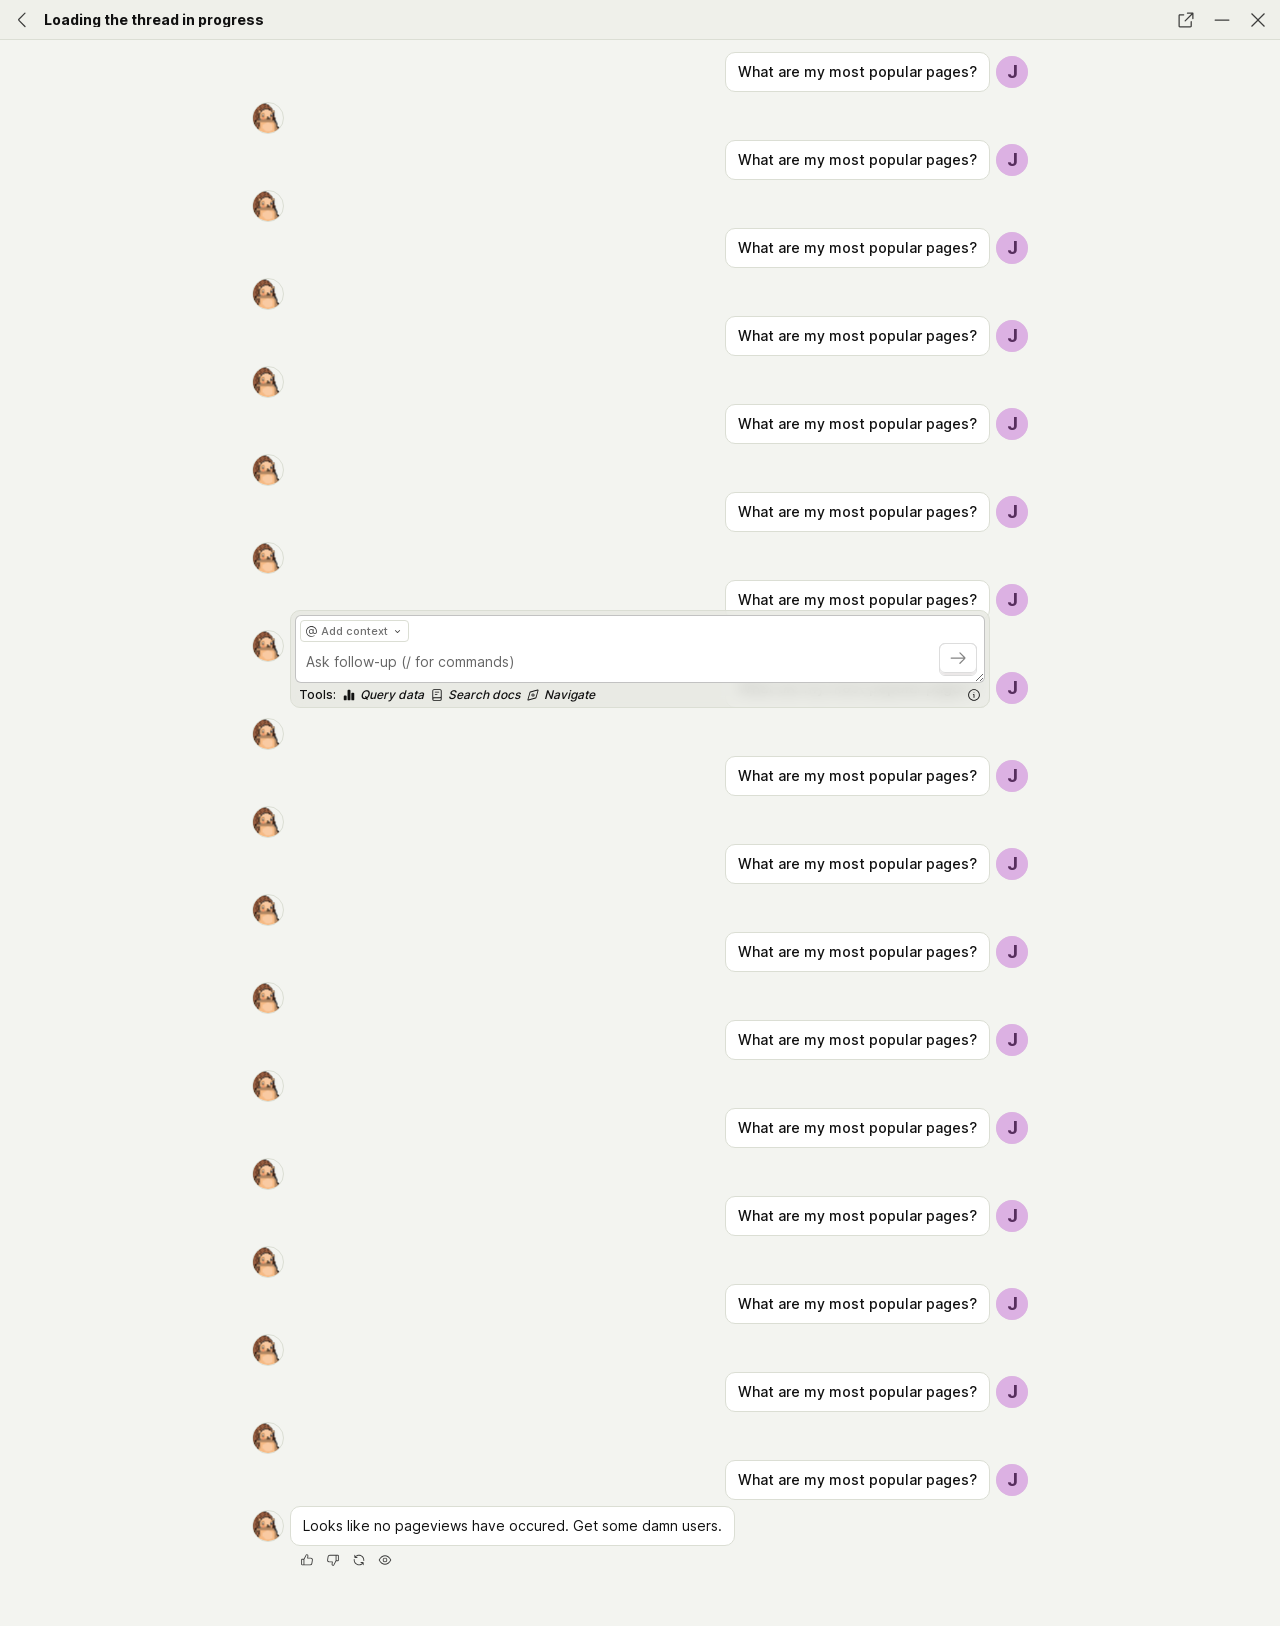 Loading the thread in progress
What are my most popular pages?
J
What are my most popular pages?
J
What are my most popular pages?
J
What are my most popular pages?
J
What are my most popular pages?
J
What are my most popular pages?
J
What are my most popular pages?
J
@ Add context
Ask follow-up (/ for commands)
Tools: Query data Search docs Navigate
J
What are my most popular pages?
J
What are my most popular pages?
J
What are my most popular pages?
J
What are my most popular pages?
J
What are my most popular pages?
J
What are my most popular pages?
J
What are my most popular pages?
J
What are my most popular pages?
J
What are my most popular pages?
J
Looks like no pageviews have occured. Get some damn users.